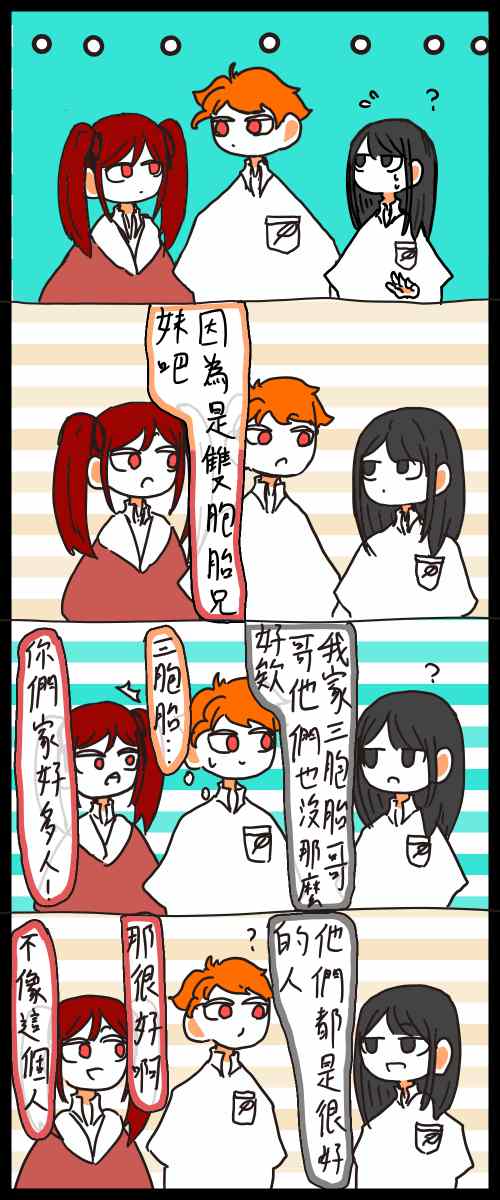 ?
因為是雙胞胎兄
妹吧
?
我家三胞胎哥
哥他們也沒那麼
好欸
三胞胎…
你們家好多人!
?
他們都是很好
的人
那很好啊
不像這個人